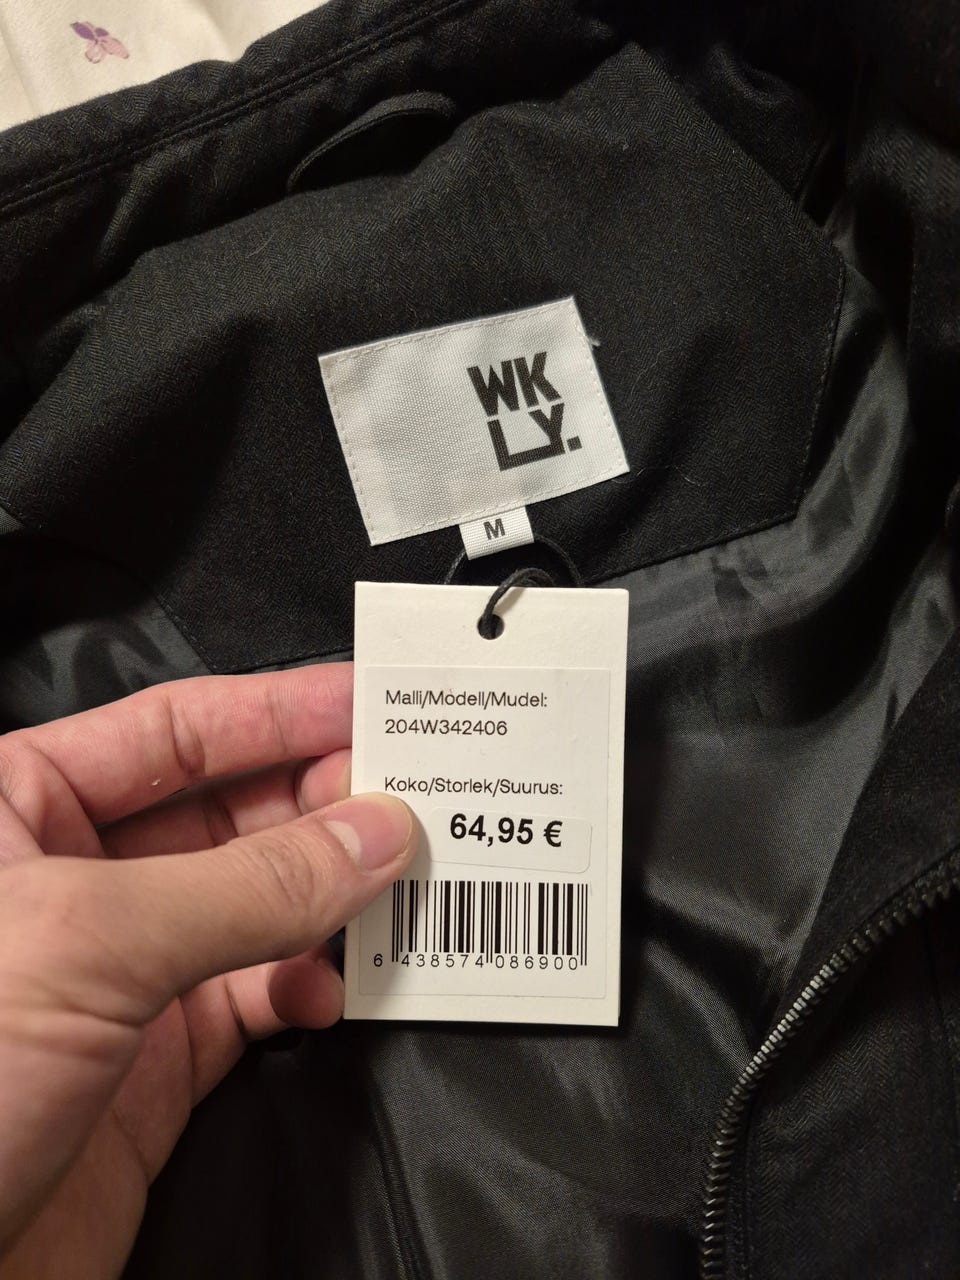 WK
LY.
M
Malli/Modell/Mudel:
204W342406
Koko/Storlek/Suurus:
64,95 €
6 438574 086900